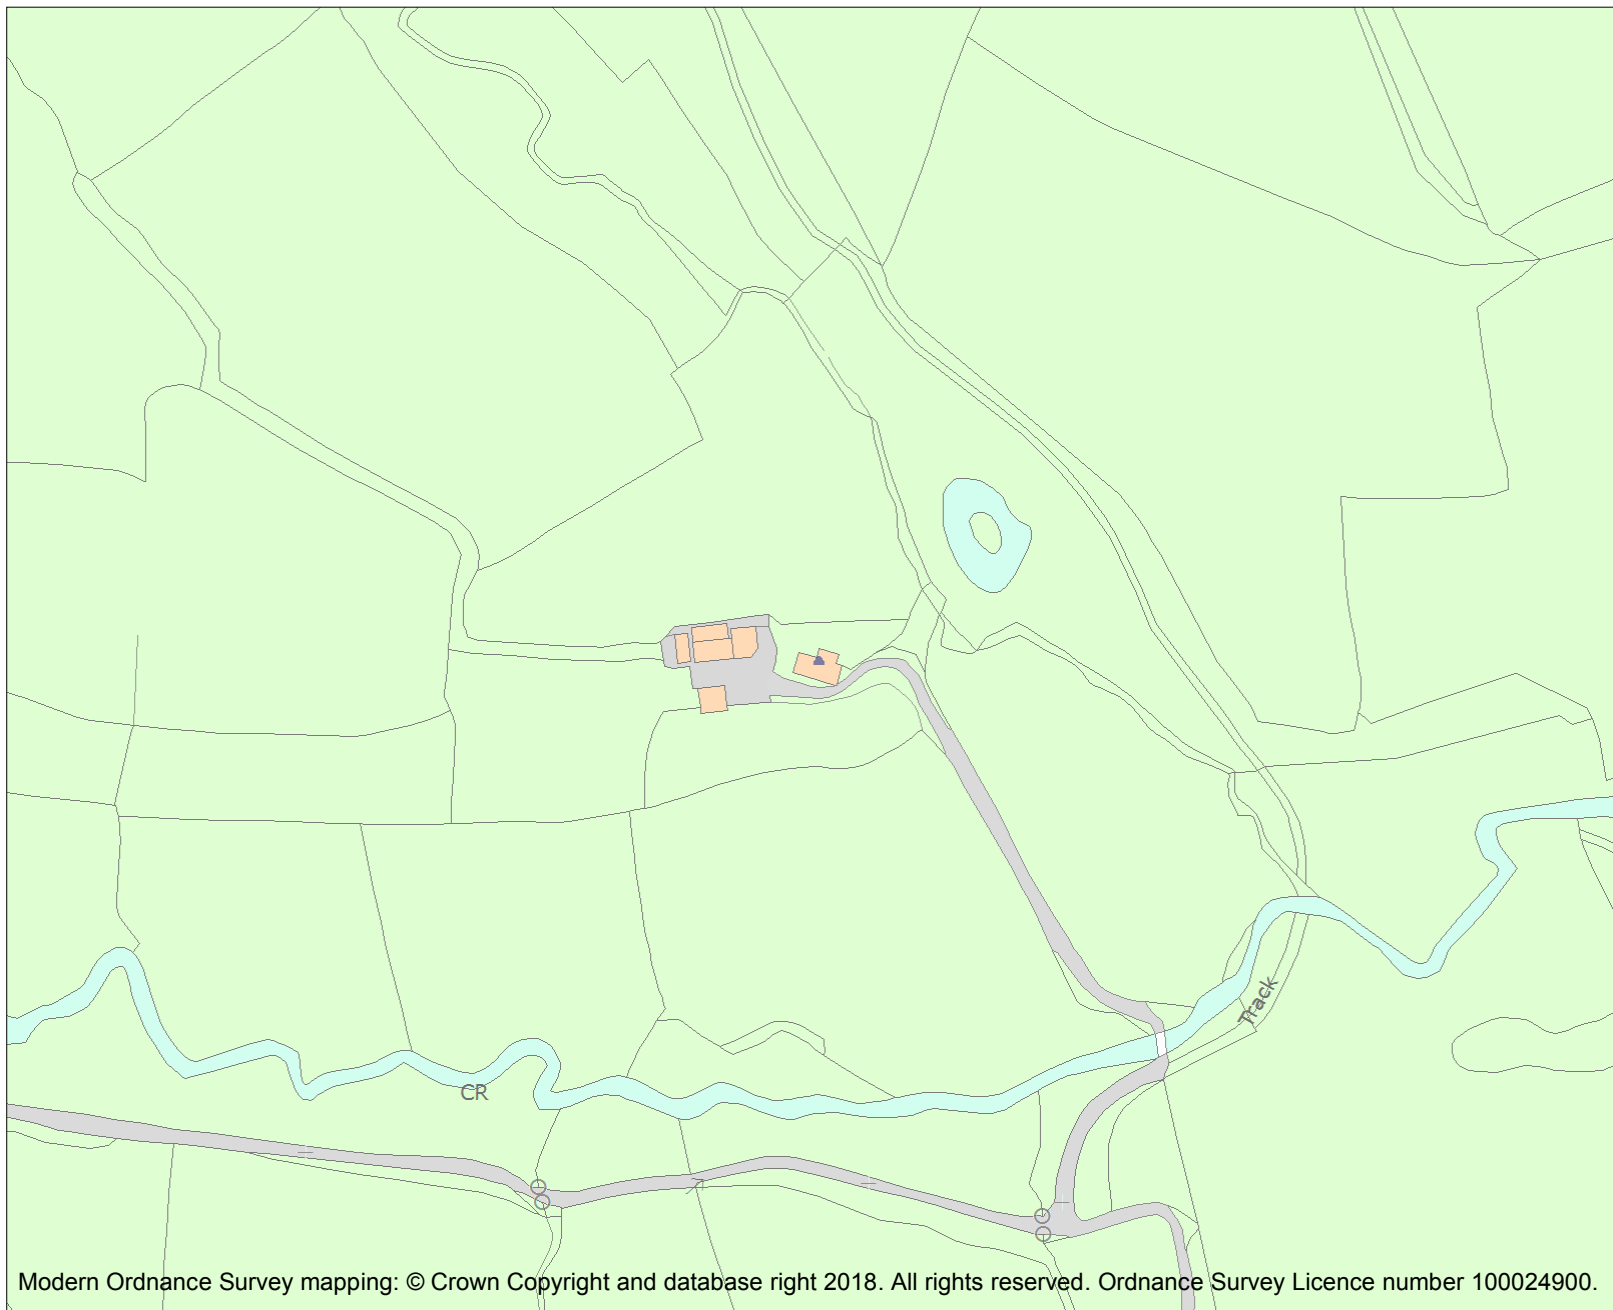 Track
CR
Modern Ordnance Survey mapping: © Crown Copyright and database right 2018. All rights reserved. Ordnance Survey Licence number 100024900.